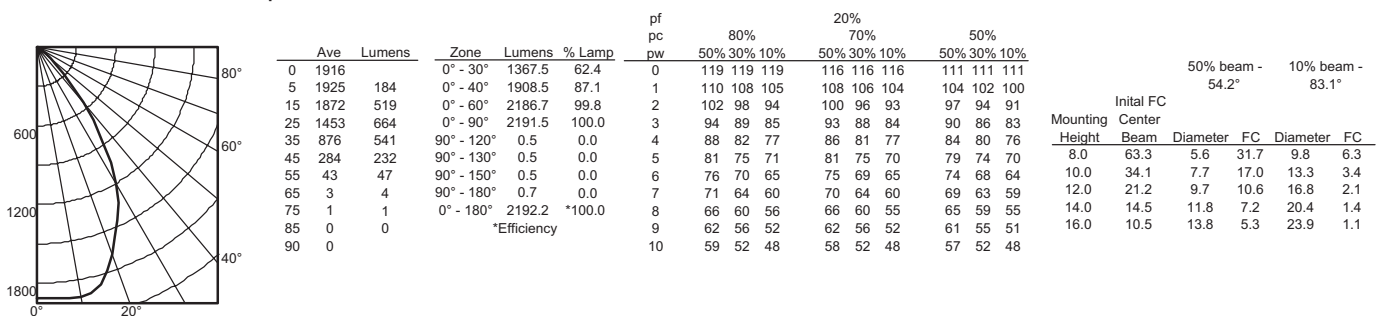 600
1200
1800
0°
20°
40°
60°
80°
Ave Lumens
0 1916
5 1925 184
15 1872 519
25 1453 664
35 876 541
45 284 232
55 43 47
65 3 4
75 1 1
85 0 0
90 0
Zone Lumens % Lamp
0° - 30° 1367.5 62.4
0° - 40° 1908.5 87.1
0° - 60° 2186.7 99.8
0° - 90° 2191.5 100.0
90° - 120° 0.5 0.0
90° - 130° 0.5 0.0
90° - 150° 0.5 0.0
90° - 180° 0.7 0.0
0° - 180° 2192.2 *100.0
*Efficiency
pf 20%
pc 80% 70% 50%
pw 50% 30% 10% 50% 30% 10% 50% 30% 10%
0 119 119 119 116 116 116 111 111 111
1 110 108 105 108 106 104 104 102 100
2 102 98 94 100 96 93 97 94 91
3 94 89 85 93 88 84 90 86 83
4 88 82 77 86 81 77 84 80 76
5 81 75 71 81 75 70 79 74 70
6 76 70 65 75 69 65 74 68 64
7 71 64 60 70 64 60 69 63 59
8 66 60 56 66 60 55 65 59 55
9 62 56 52 62 56 52 61 55 51
10 59 52 48 58 52 48 57 52 48
50% beam - 10% beam -
54.2° 83.1°
Inital FC
Mounting Center
Height Beam Diameter FC Diameter FC
8.0 63.3 5.6 31.7 9.8 6.3
10.0 34.1 7.7 17.0 13.3 3.4
12.0 21.2 9.7 10.6 16.8 2.1
14.0 14.5 11.8 7.2 20.4 1.4
16.0 10.5 13.8 5.3 23.9 1.1